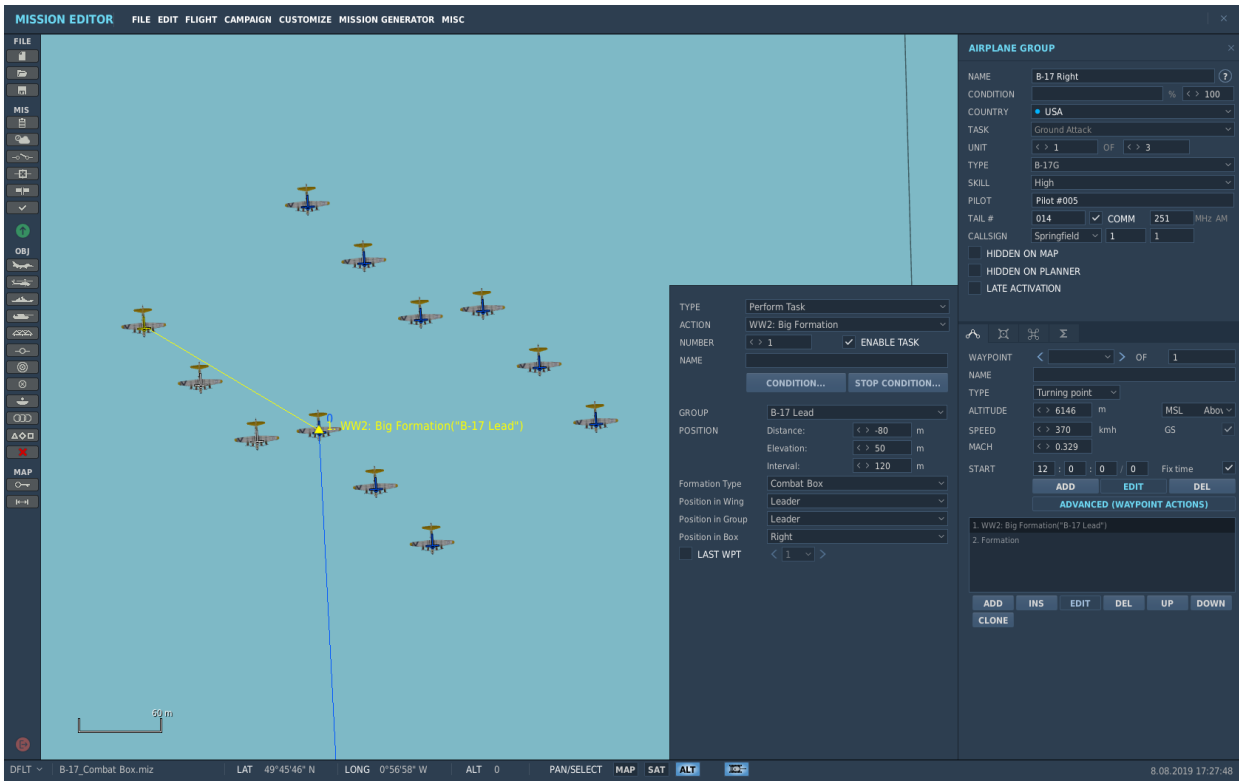 MISSION EDITOR FILE EDIT FLIGHT CAMPAIGN CUSTOMIZE MISSION GENERATOR MISC
FILE
MIS
OBJ
MAP
0
1. WW2: Big Formation("B-17 Lead")
60 m
TYPE Perform Task
ACTION WW2: Big Formation
NUMBER < > 1 ENABLE TASK
NAME
CONDITION... STOP CONDITION...
GROUP B-17 Lead
POSITION Distance: < > -80 m
Elevation: < > 50 m
Interval: < > 120 m
Formation Type Combat Box
Position in Wing Leader
Position in Group Leader
Position in Box Right
LAST WPT < 1 >
AIRPLANE GROUP
NAME B-17 Right ?
CONDITION % < > 100
COUNTRY USA
TASK Ground Attack
UNIT < > 1 OF < > 3
TYPE B-17G
SKILL High
PILOT Pilot #005
TAIL # 014 COMM 251 MHz AM
CALLSIGN Springfield 1 1
HIDDEN ON MAP
HIDDEN ON PLANNER
LATE ACTIVATION
WAYPOINT < > OF 1
NAME
TYPE Turning point
ALTITUDE < > 6146 m MSL Abov
SPEED < > 370 kmh GS
MACH < > 0.329
START 12 : 0 : 0 / 0 Fix time
ADD EDIT DEL
ADVANCED (WAYPOINT ACTIONS)
1. WW2: Big Formation("B-17 Lead")
2. Formation
ADD INS EDIT DEL UP DOWN
CLONE
DFLT B-17_Combat Box.miz LAT 49°45'46" N LONG 0°56'58" W ALT 0 PAN/SELECT MAP SAT ALT 8.08.2019 17:27:48